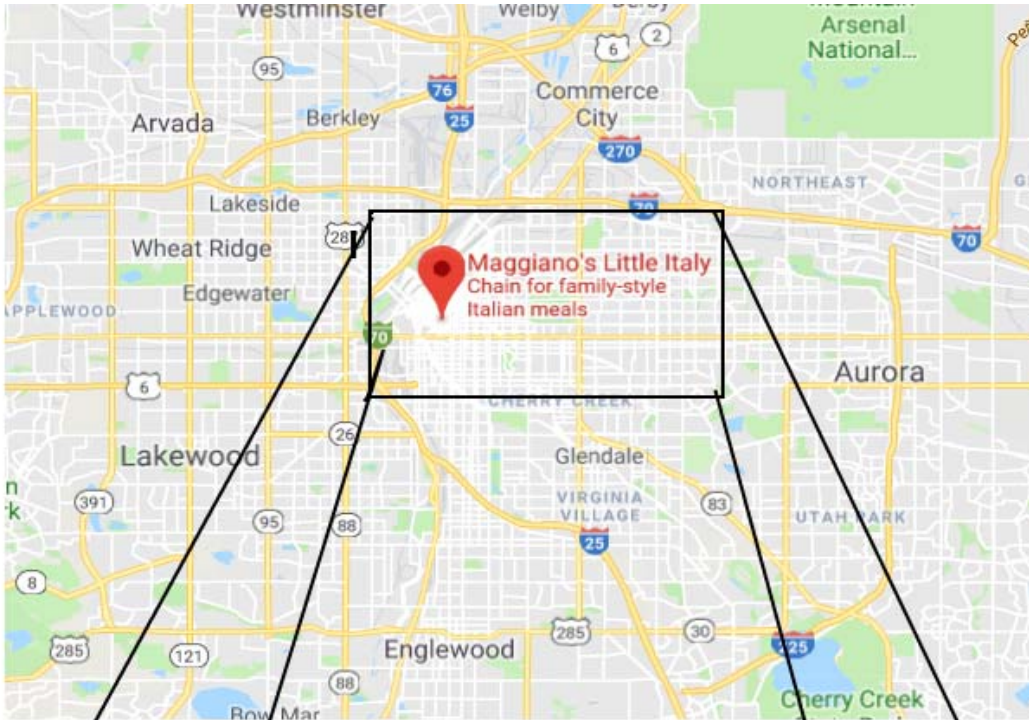 Westminster
Welby
Derby
Mountain
Arsenal
National...
6
2
95
76
Commerce
City
25
Arvada
Berkley
270
NORTHEAST
Lakeside
70
28
Wheat Ridge
70
Maggiano's Little Italy
Chain for family-style
Italian meals
Edgewater
APPLEWOOD
70
6
Aurora
CHERRY CREEK
26
Lakewood
Glendale
391
VIRGINIA
VILLAGE
83
95
88
UTAH PARK
25
8
285
121
Englewood
285
30
225
88
Bow Mar
Cherry Creek